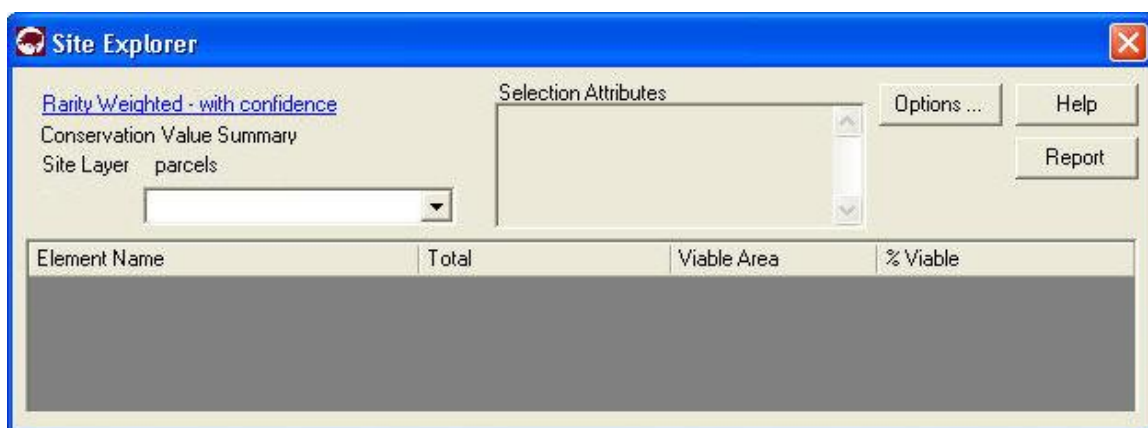 Site Explorer
Rarity Weighted - with confidence
Conservation Value Summary
Site Layer parcels
Selection Attributes
Options ...
Help
Report
Element Name Total Viable Area % Viable